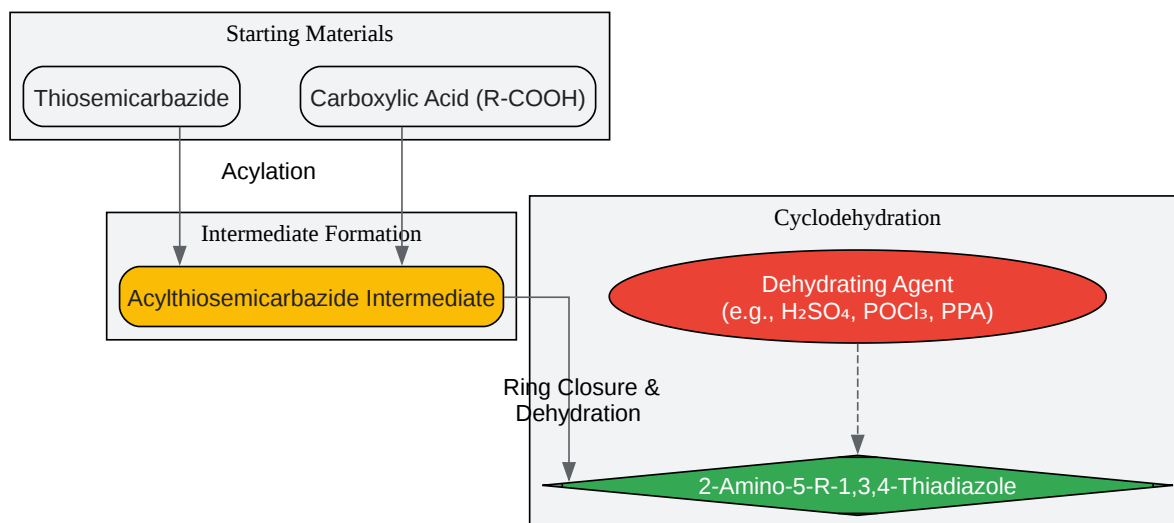 Starting Materials
Thiosemicarbazide
Carboxylic Acid (R-COOH)
Acylation
Intermediate Formation
Acylthiosemicarbazide Intermediate
Cyclodehydration
Dehydrating Agent
(e.g., H₂SO₄, POCl₃, PPA)
Ring Closure &
Dehydration
2-Amino-5-R-1,3,4-Thiadiazole